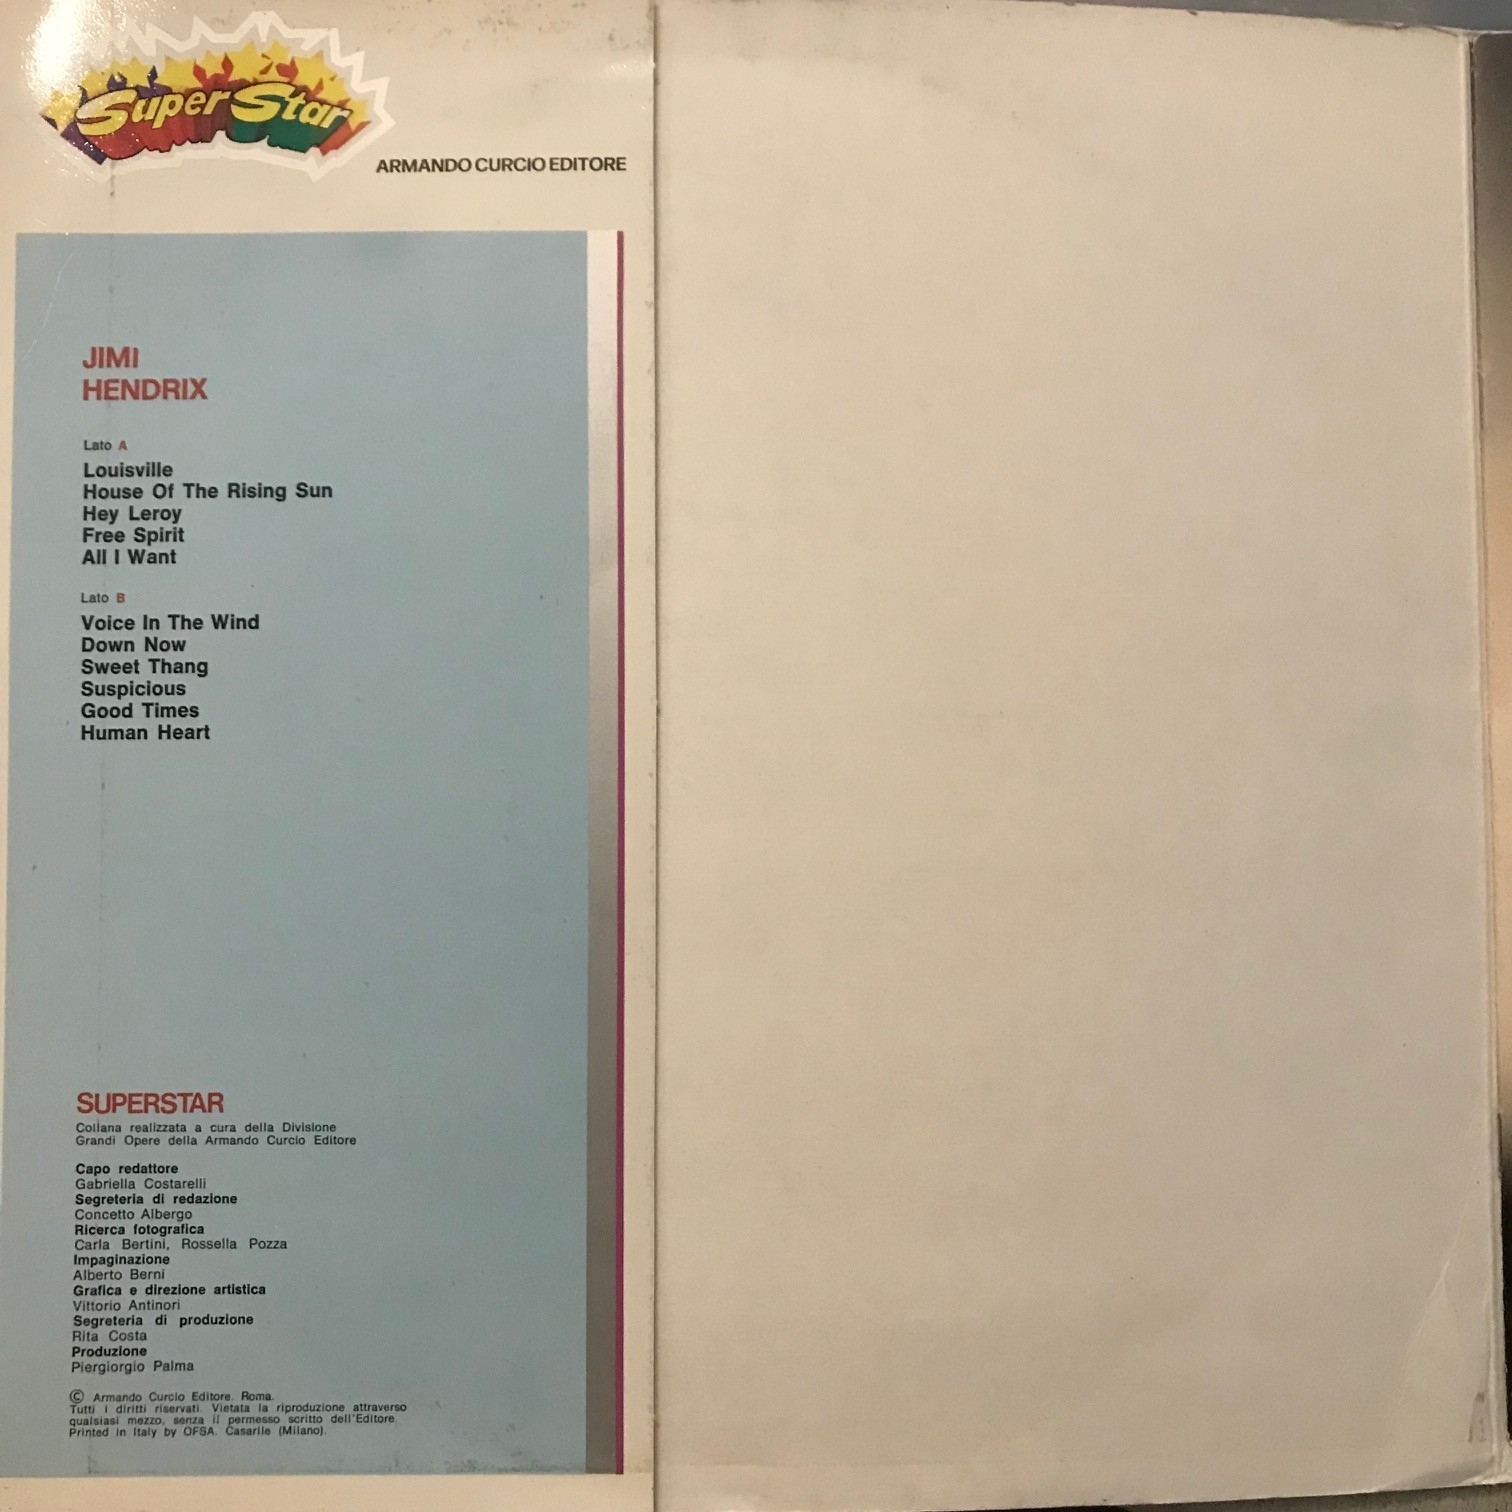 Super Star
ARMANDO CURCIO EDITORE
JIMI
HENDRIX
Lato A
Louisville
House Of The Rising Sun
Hey Leroy
Free Spirit
All I Want
Lato B
Voice In The Wind
Down Now
Sweet Thang
Suspicious
Good Times
Human Heart
SUPERSTAR
Collana realizzata a cura della Divisione
Grandi Opere della Armando Curcio Editore
Capo redattore
Gabriella Costarelli
Segreteria di redazione
Concetto Albergo
Ricerca fotografica
Carla Bertini, Rossella Pozza
Impaginazione
Alberto Berni
Grafica e direzione artistica
Vittorio Antinori
Segreteria di produzione
Rita Costa
Produzione
Piergiorgio Palma
© Armando Curcio Editore. Roma.
Tutti i diritti riservati. Vietata la riproduzione attraverso
qualsiasi mezzo, senza il permesso scritto dell'Editore.
Printed in Italy by OFSA. Casarile (Milano).